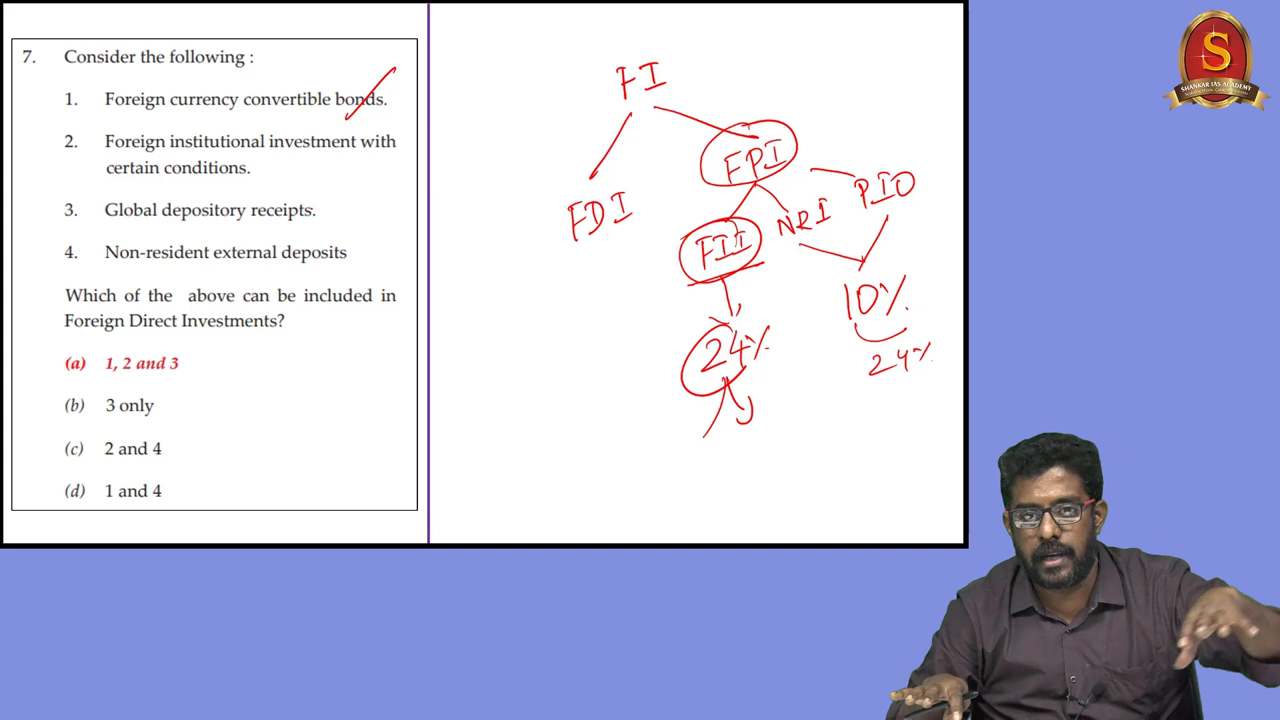 7. Consider the following :
1. Foreign currency convertible bonds.
2. Foreign institutional investment with
certain conditions.
3. Global depository receipts.
4. Non-resident external deposits
Which of the above can be included in
Foreign Direct Investments?
(a) 1, 2 and 3
(b) 3 only
(c) 2 and 4
(d) 1 and 4
FI
FDI
FPI
FII
NRI
PIO
24%
10%
24%
S
SHANKAR IAS ACADEMY